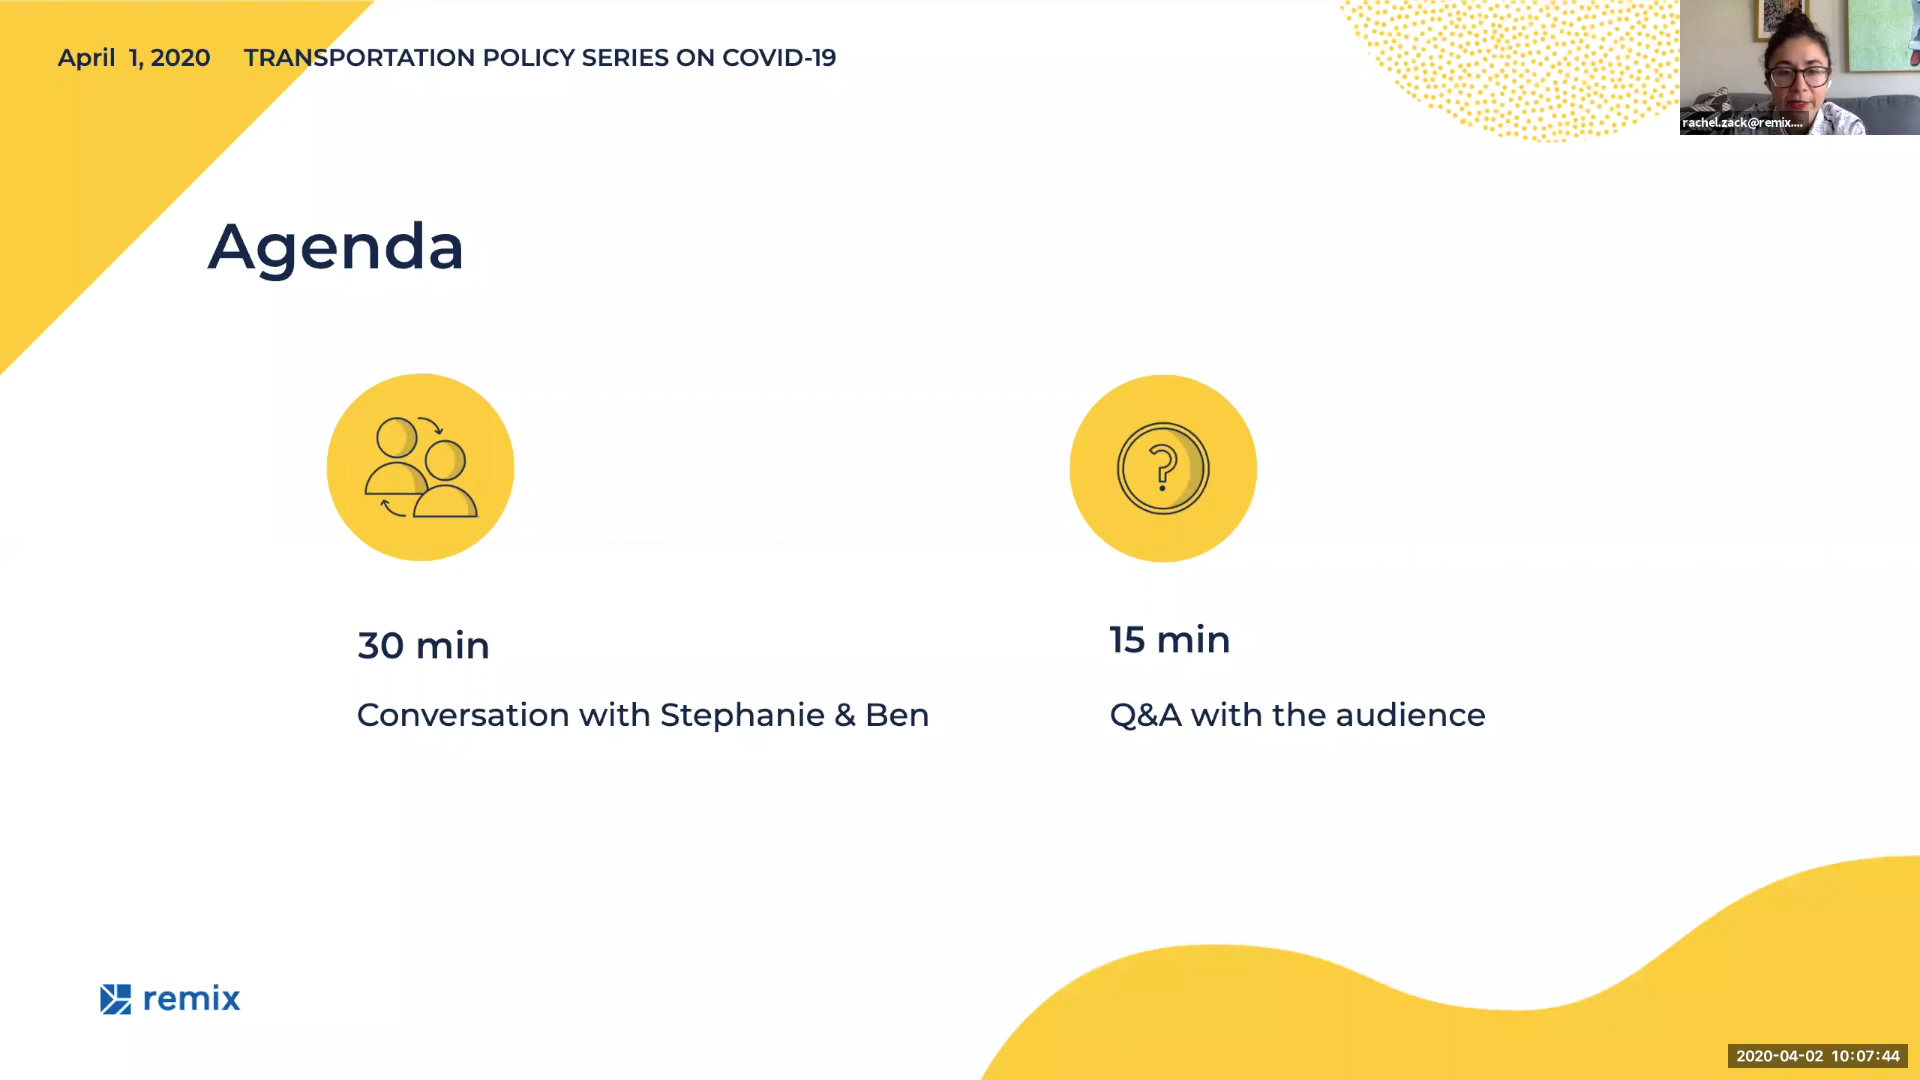 April 1, 2020 TRANSPORTATION POLICY SERIES ON COVID-19
rachel.zack@remix....
Agenda
?
30 min
15 min
Conversation with Stephanie & Ben
Q&A with the audience
remix
2020-04-02 10:07:44